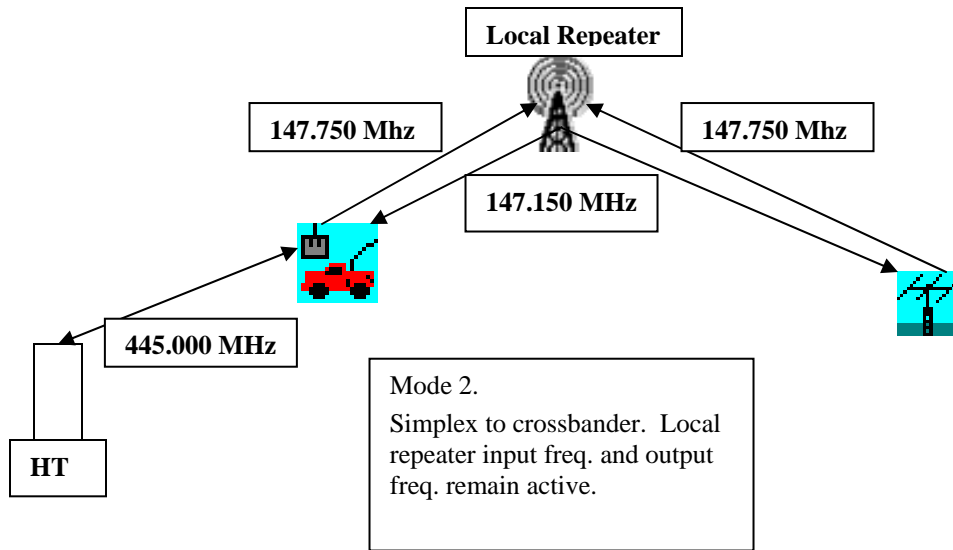 Local Repeater
147.750 Mhz
147.750 Mhz
147.150 MHz
445.000 MHz
HT
Mode 2.
Simplex to crossbander. Local
repeater input freq. and output
freq. remain active.